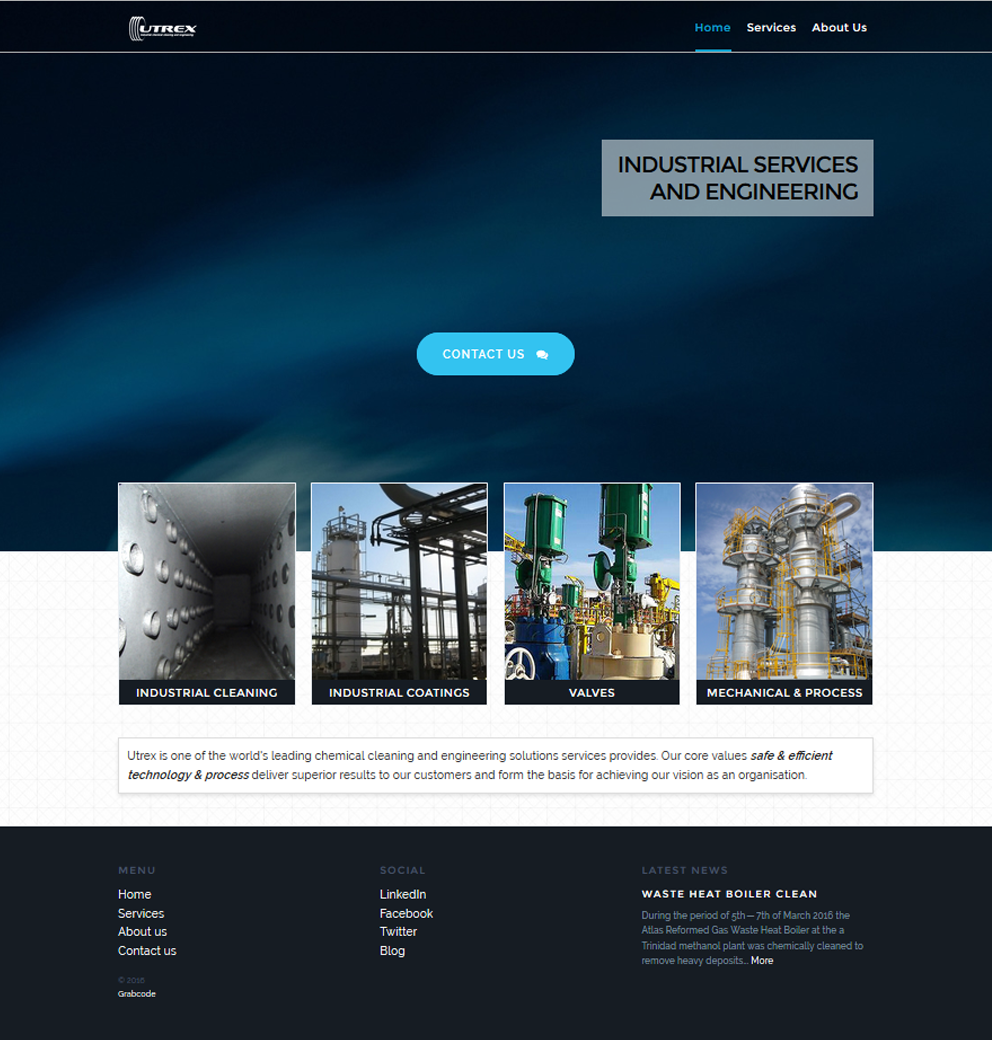 UTREX
Home Services About Us
INDUSTRIAL SERVICES
AND ENGINEERING
CONTACT US
INDUSTRIAL CLEANING
INDUSTRIAL COATINGS
VALVES
MECHANICAL & PROCESS
Utrex is one of the world's leading chemical cleaning and engineering solutions services provides. Our core values safe & efficient
technology & process deliver superior results to our customers and form the basis for achieving our vision as an organisation.
MENU
Home
Services
About us
Contact us
© 2016
Grabcode
SOCIAL
LinkedIn
Facebook
Twitter
Blog
LATEST NEWS
WASTE HEAT BOILER CLEAN
During the period of 5th — 7th of March 2016 the
Atlas Reformed Gas Waste Heat Boiler at the a
Trinidad methanol plant was chemically cleaned to
remove heavy deposits... More